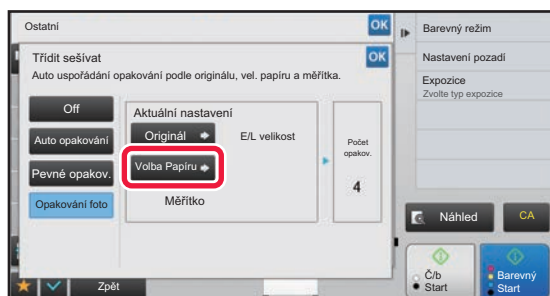 Ostatní
OK
Třídit sešívat
OK
Auto uspořádání opakování podle originálu, vel. papíru a měřítka.
Off
Auto opakování
Pevné opakov.
Opakování foto
Aktuální nastavení
Originál
E/L velikost
Volba Papíru
Měřítko
Počet
opakov.
4
Zpět
Barevný režim
Nastavení pozadí
Expozice
Zvolte typ expozice
Náhled
CA
Č/b
Start
Barevný
Start